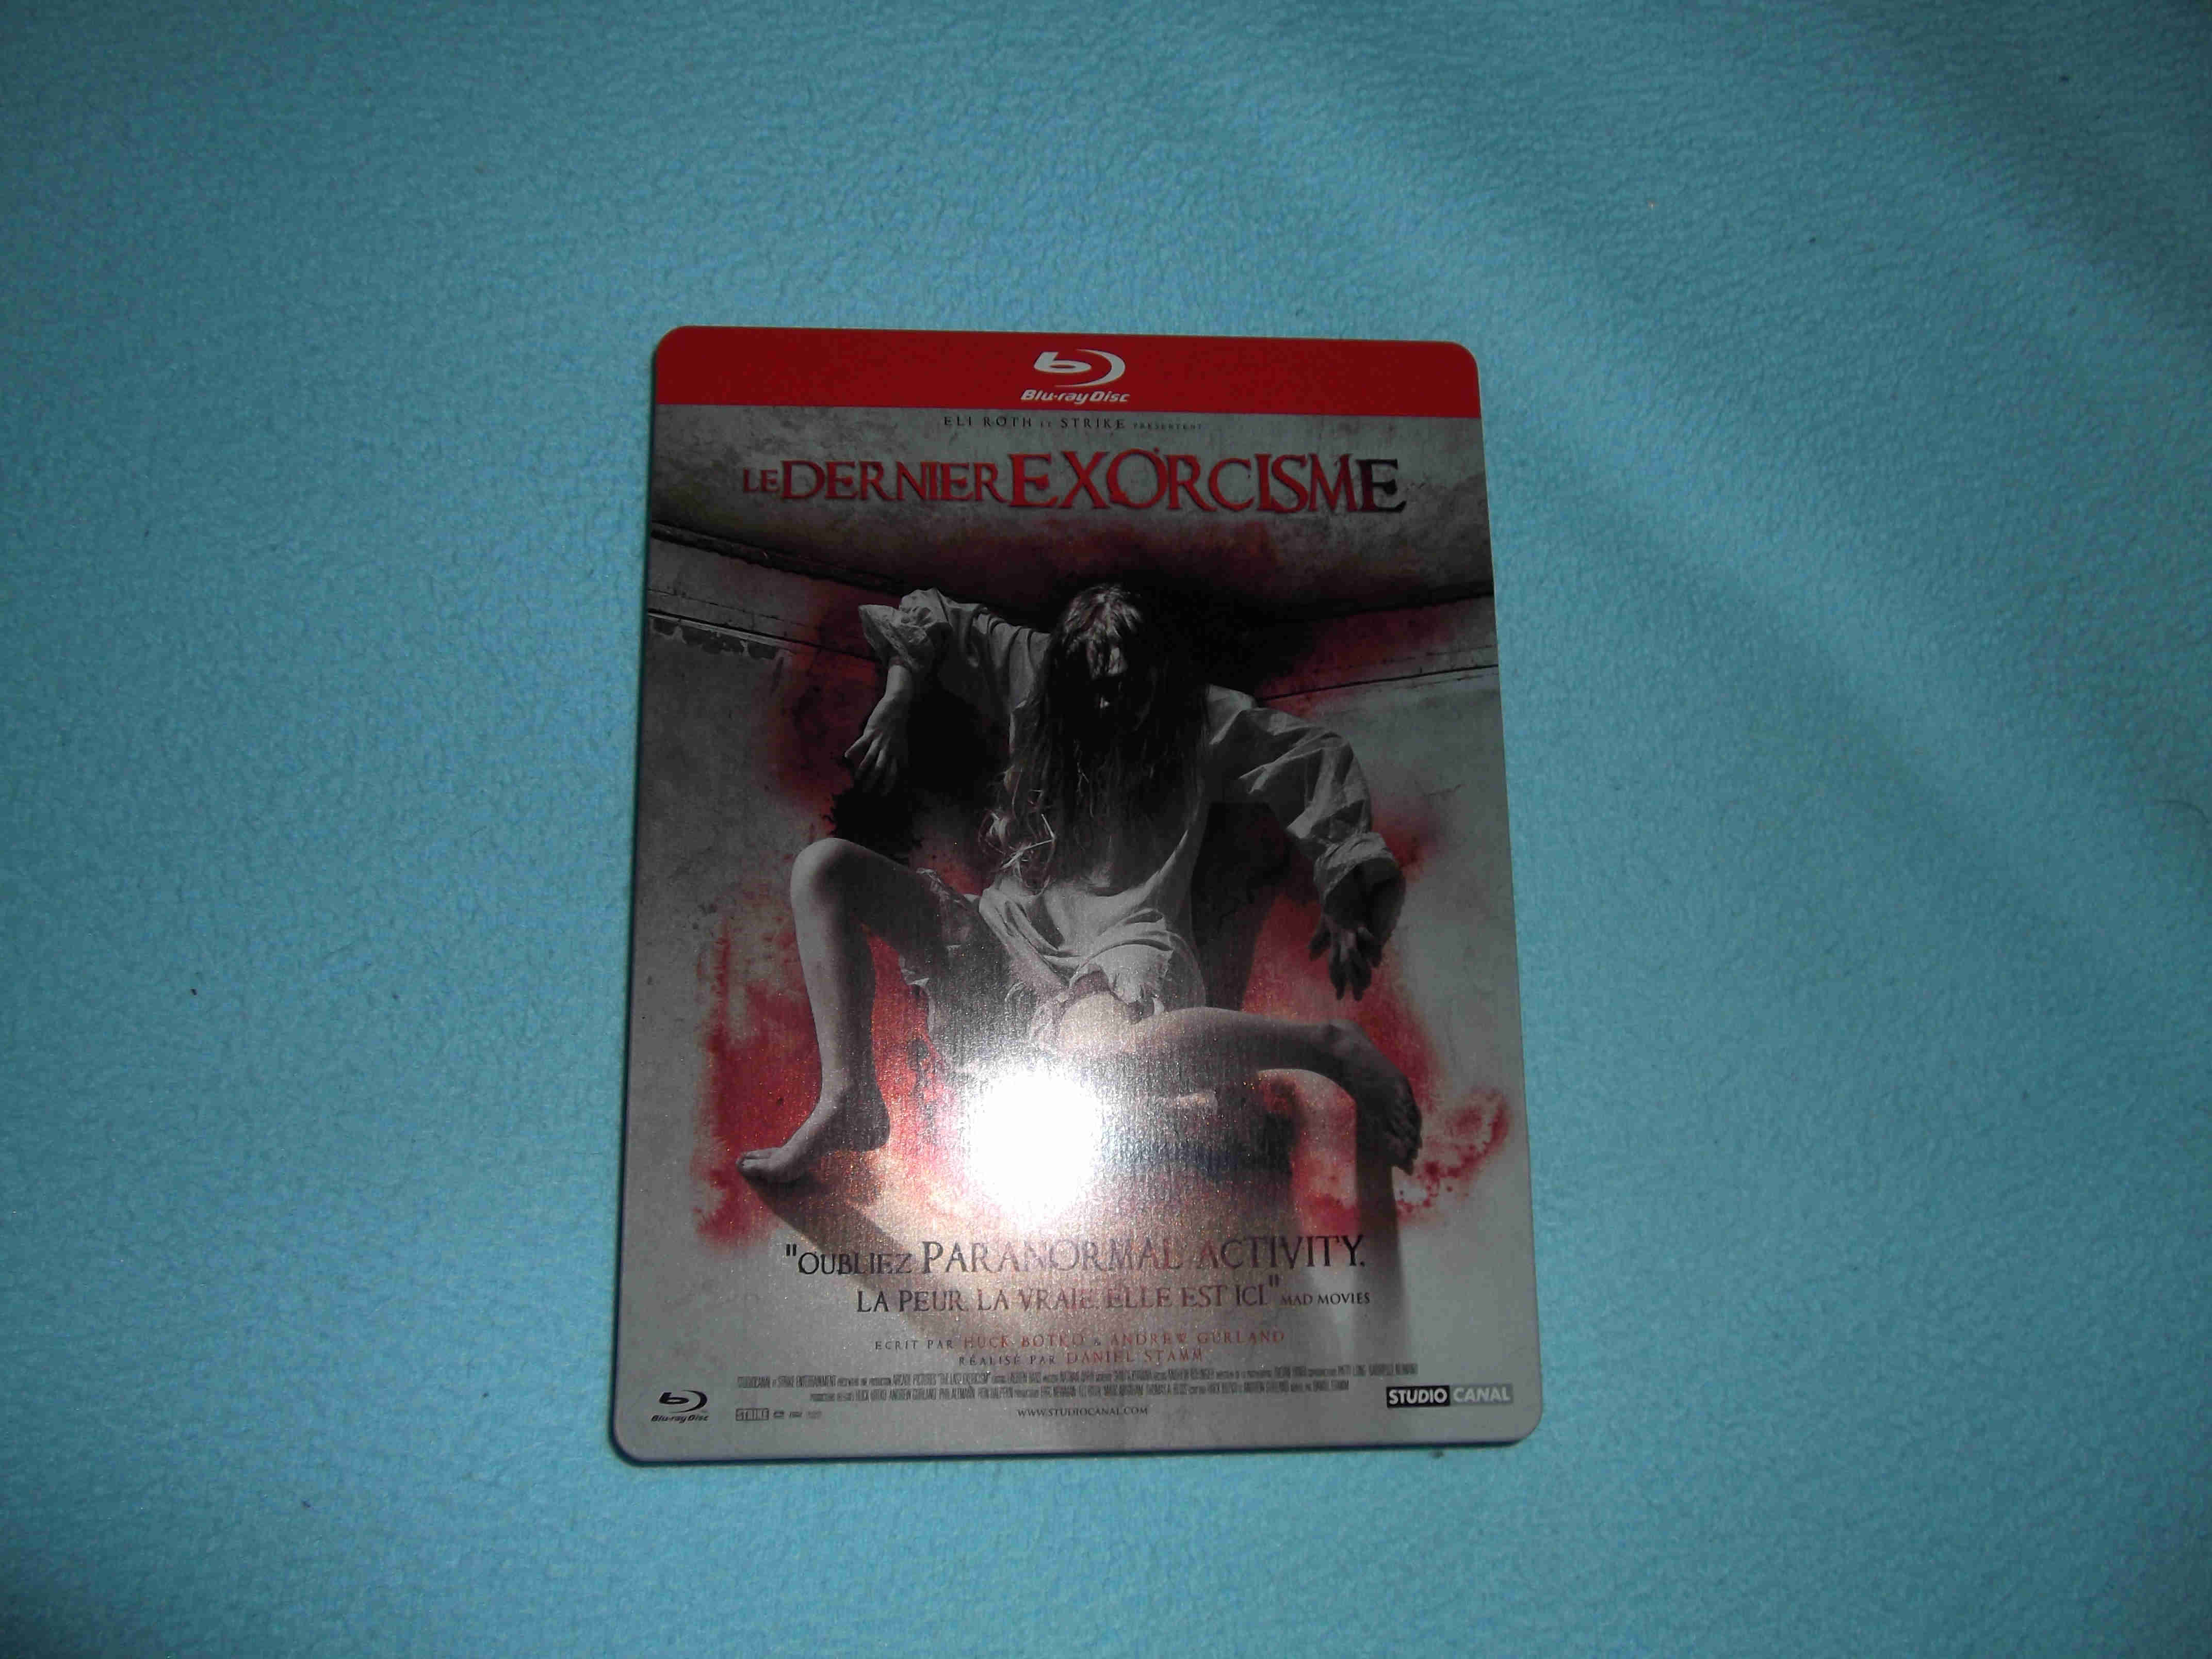 Blu-ray Disc
ELI ROTH ET STRIKE PRÉSENTENT
LE DERNIER EXORCISME
"OUBLIEZ PARANORMAL ACTIVITY.
LA PEUR, LA VRAIE, ELLE EST ICI" MAD MOVIES
ECRIT PAR HUCK BOTKO & ANDREW GURLAND
RÉALISÉ PAR DANIEL STAMM
Blu-ray Disc
STRIKE
WWW.STUDIOCANAL.COM
STUDIO CANAL